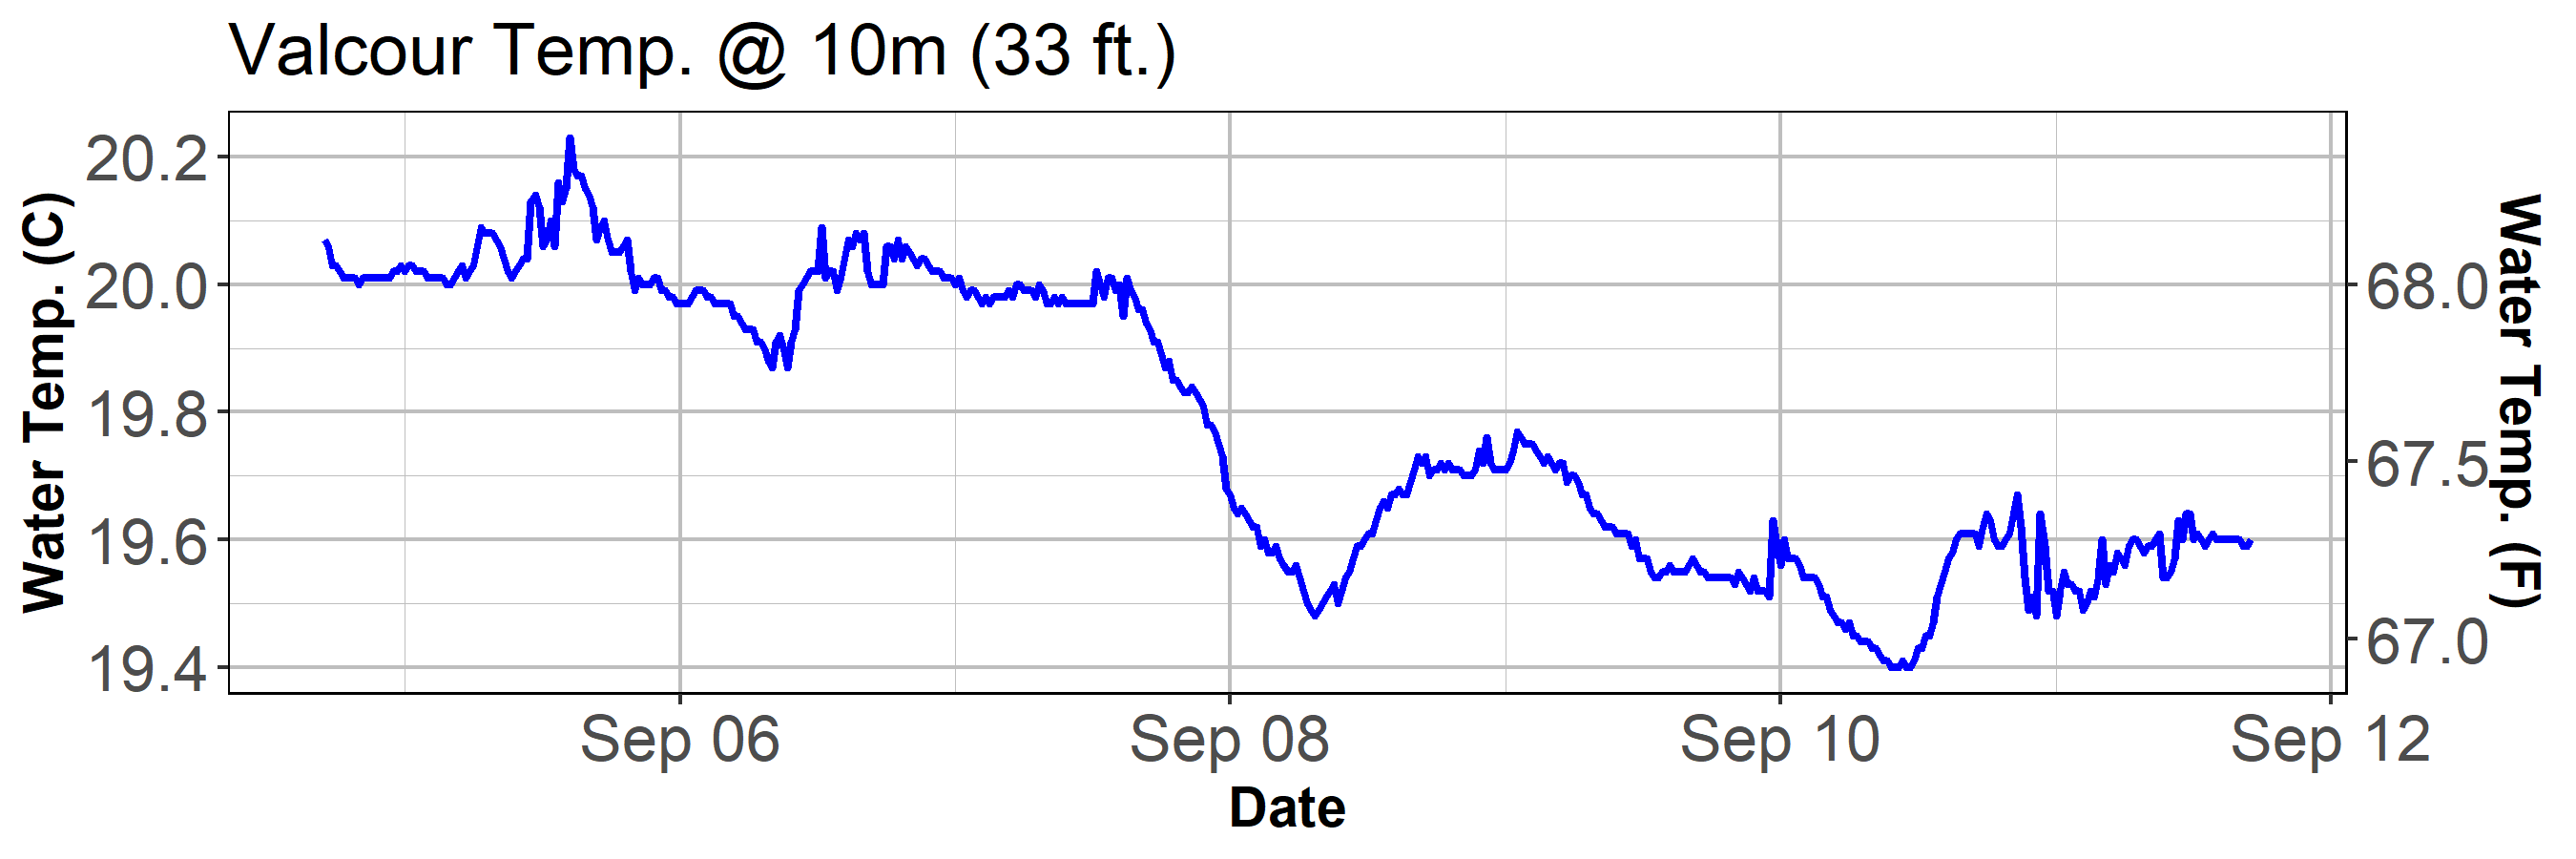 Valcour Temp. @ 10m (33 ft.)
Water Temp. (C)
20.2
20.0
19.8
19.6
19.4
68.0
67.5
67.0
Water Temp. (F)
Sep 06
Sep 08
Sep 10
Sep 12
Date